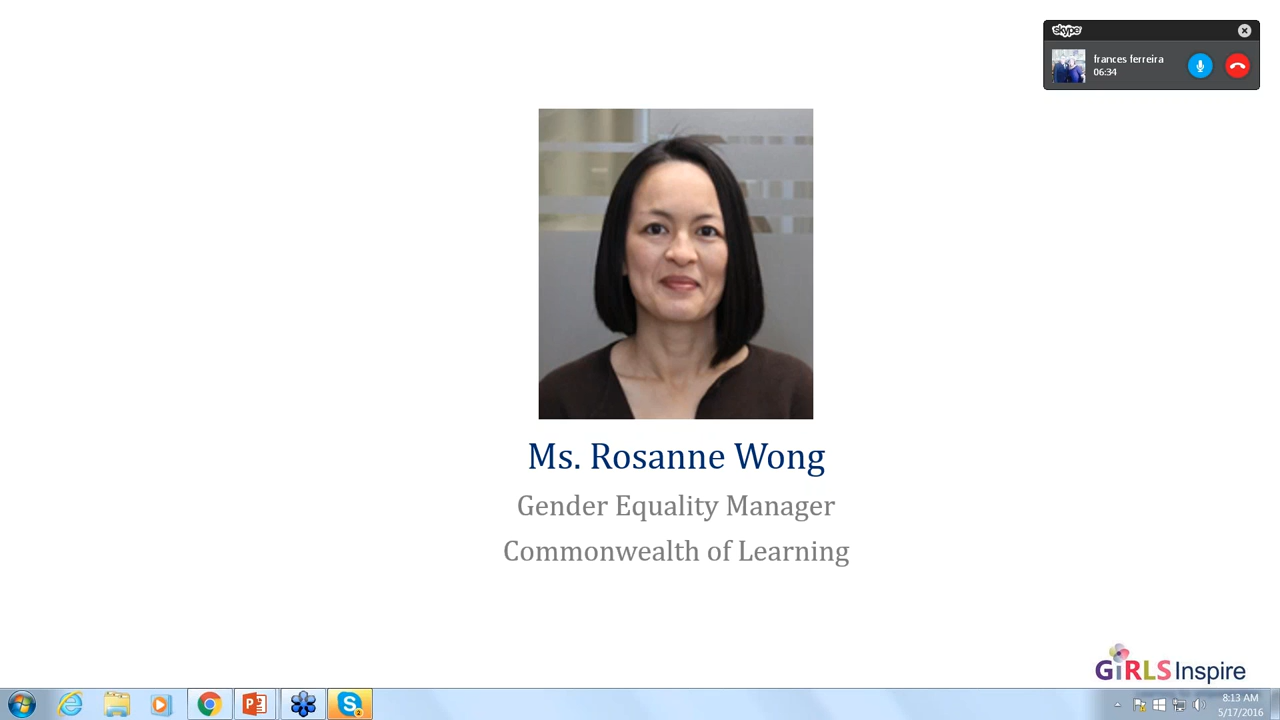 skype
frances ferreira
06:34
Ms. Rosanne Wong
Gender Equality Manager
Commonwealth of Learning
GiRLS Inspire
8:13 AM
5/17/2016